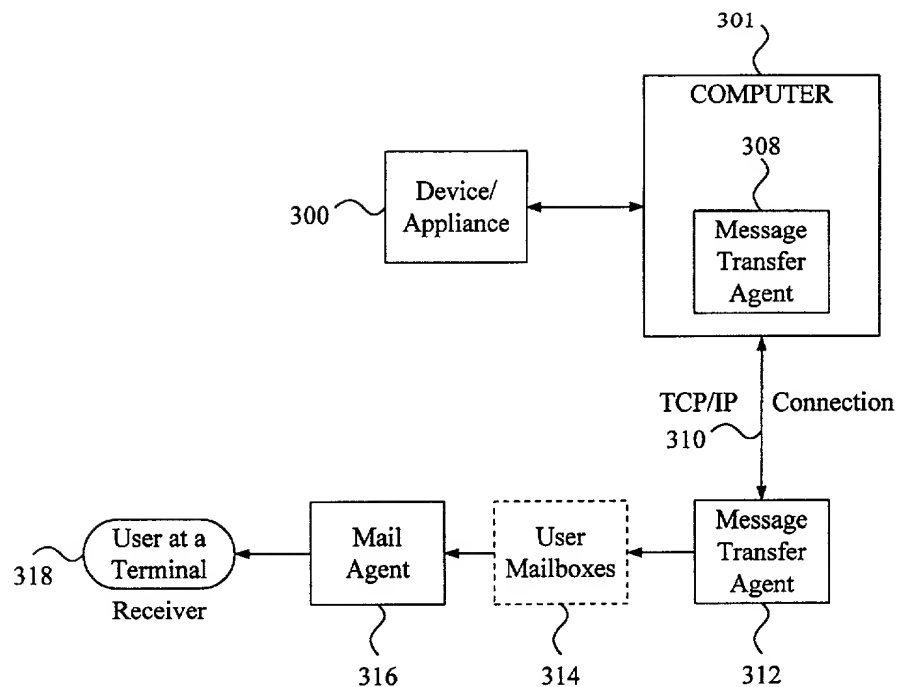 301
COMPUTER
308
Message
Transfer
Agent
300
Device/
Appliance
TCP/IP Connection
310
318
User at a
Terminal
Receiver
Mail
Agent
316
User
Mailboxes
314
Message
Transfer
Agent
312